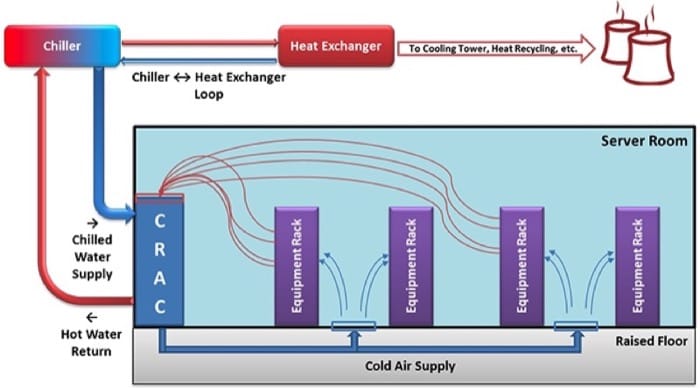 Chiller
Heat Exchanger
To Cooling Tower, Heat Recycling, etc.
Chiller ↔ Heat Exchanger
Loop
Server Room
→
Chilled
Water
Supply
C
R
A
C
Equipment Rack
Equipment Rack
Equipment Rack
Equipment Rack
←
Hot Water
Return
Raised Floor
Cold Air Supply